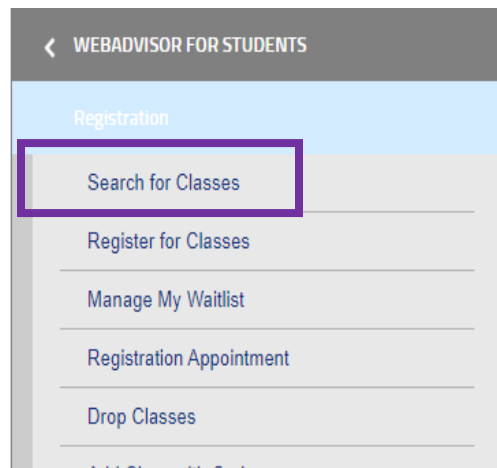 WEBADVISOR FOR STUDENTS
Registration
Search for Classes
Register for Classes
Manage My Waitlist
Registration Appointment
Drop Classes